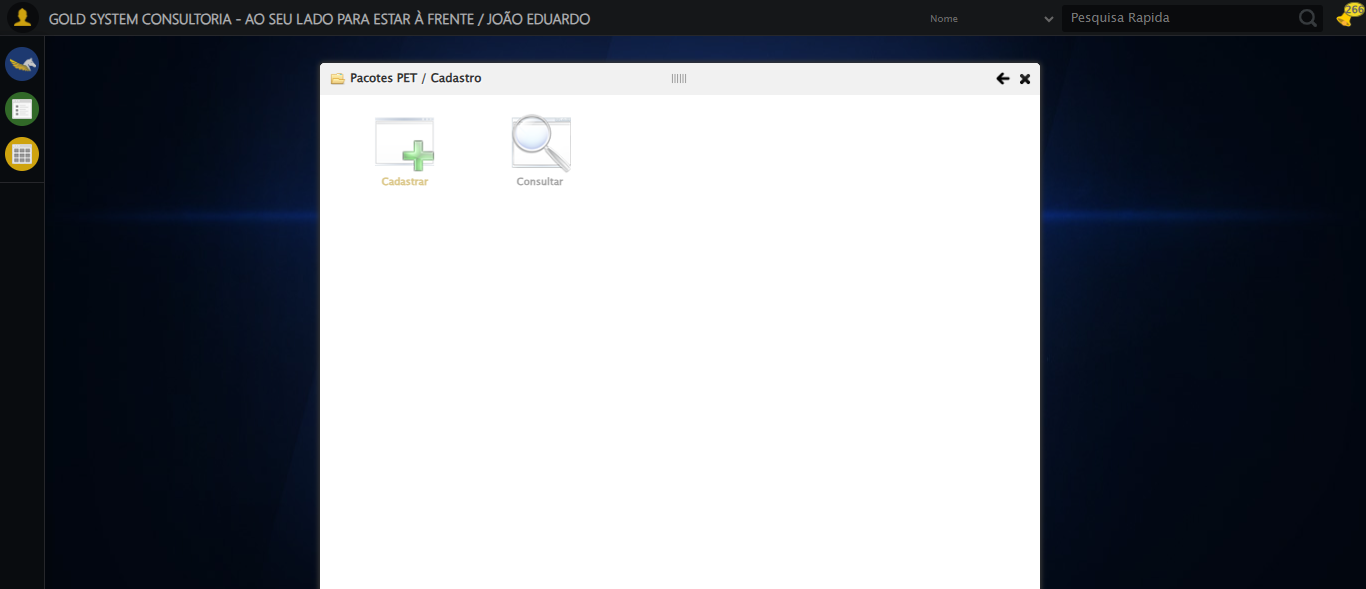 GOLD SYSTEM CONSULTORIA - AO SEU LADO PARA ESTAR À FRENTE / JOÃO EDUARDO
Nome
Pesquisa Rapida
266
Pacotes PET / Cadastro
Cadastrar
Consultar